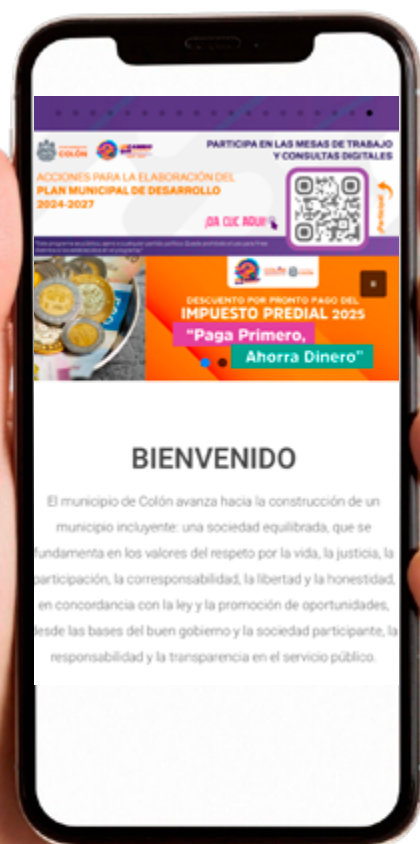 COLÓN
PARTICIPA EN LAS MESAS DE TRABAJO
Y CONSULTAS DIGITALES
ACCIONES PARA LA ELABORACIÓN DEL
PLAN MUNICIPAL DE DESARROLLO
2024-2027
¡DA CLIC AQUÍ!
DESCUENTO POR PRONTO PAGO DEL
IMPUESTO PREDIAL 2025
"Paga Primero,
Ahorra Dinero"
BIENVENIDO
El municipio de Colón avanza hacia la construcción de un
municipio incluyente: una sociedad equilibrada, que se
fundamenta en los valores del respeto por la vida, la justicia, la
participación, la corresponsabilidad, la libertad y la honestidad,
en concordancia con la ley y la promoción de oportunidades,
desde las bases del buen gobierno y la sociedad participante, la
responsabilidad y la transparencia en el servicio público.